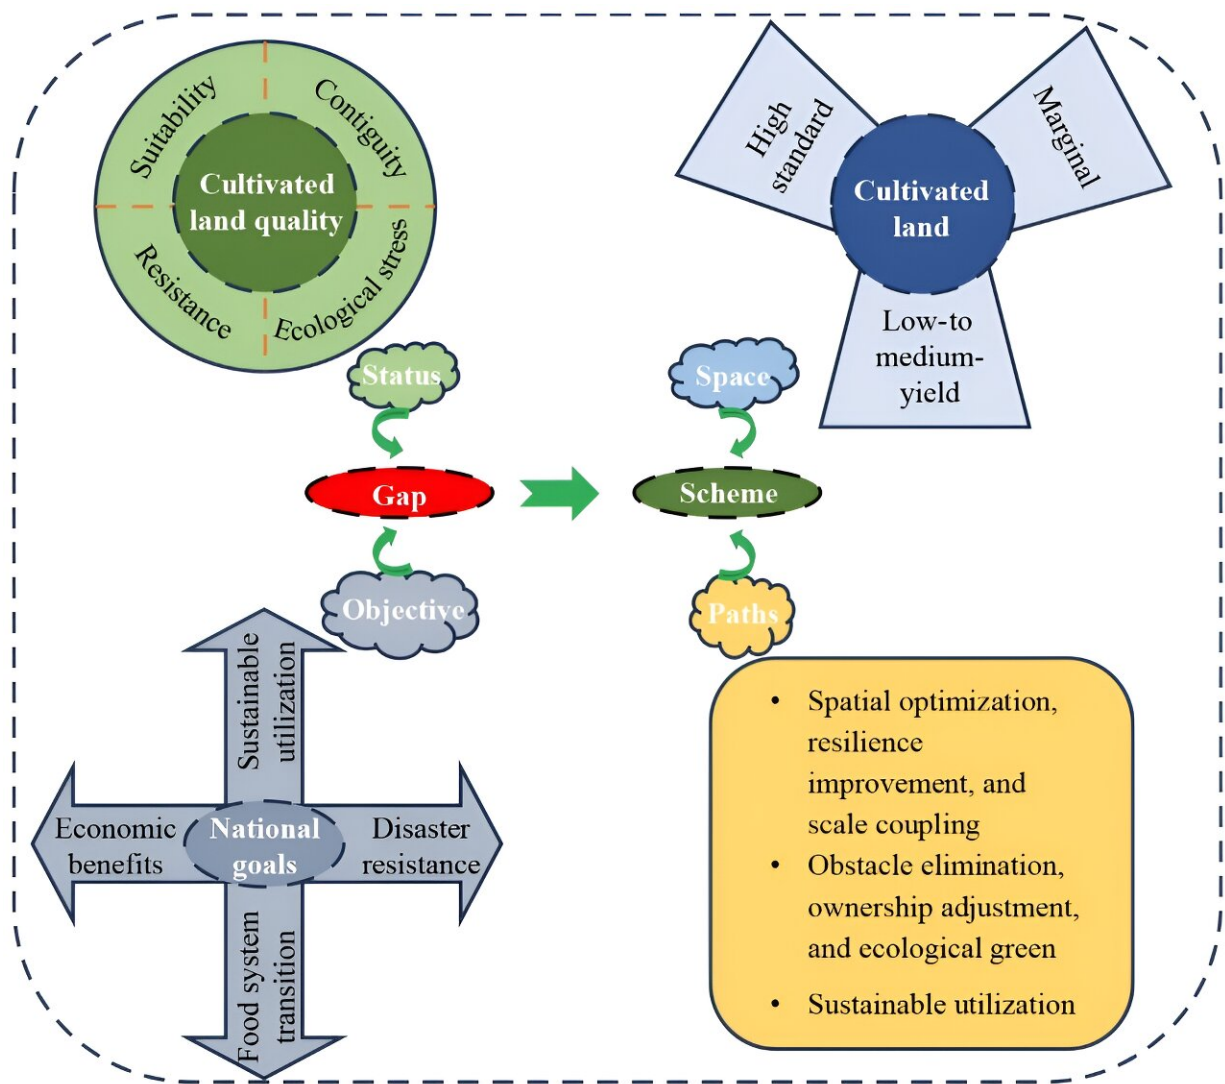 Suitability
Contiguity
Resistance
Ecological stress
Cultivated
land quality
High
standard
Marginal
Cultivated
land
Low-to
medium-
yield
Status
Space
Gap
Scheme
Objective
Paths
Sustainable
utilization
Economic
benefits
National
goals
Disaster
resistance
Food system
transition
• Spatial optimization,
resilience
improvement, and
scale coupling
• Obstacle elimination,
ownership adjustment,
and ecological green
• Sustainable utilization